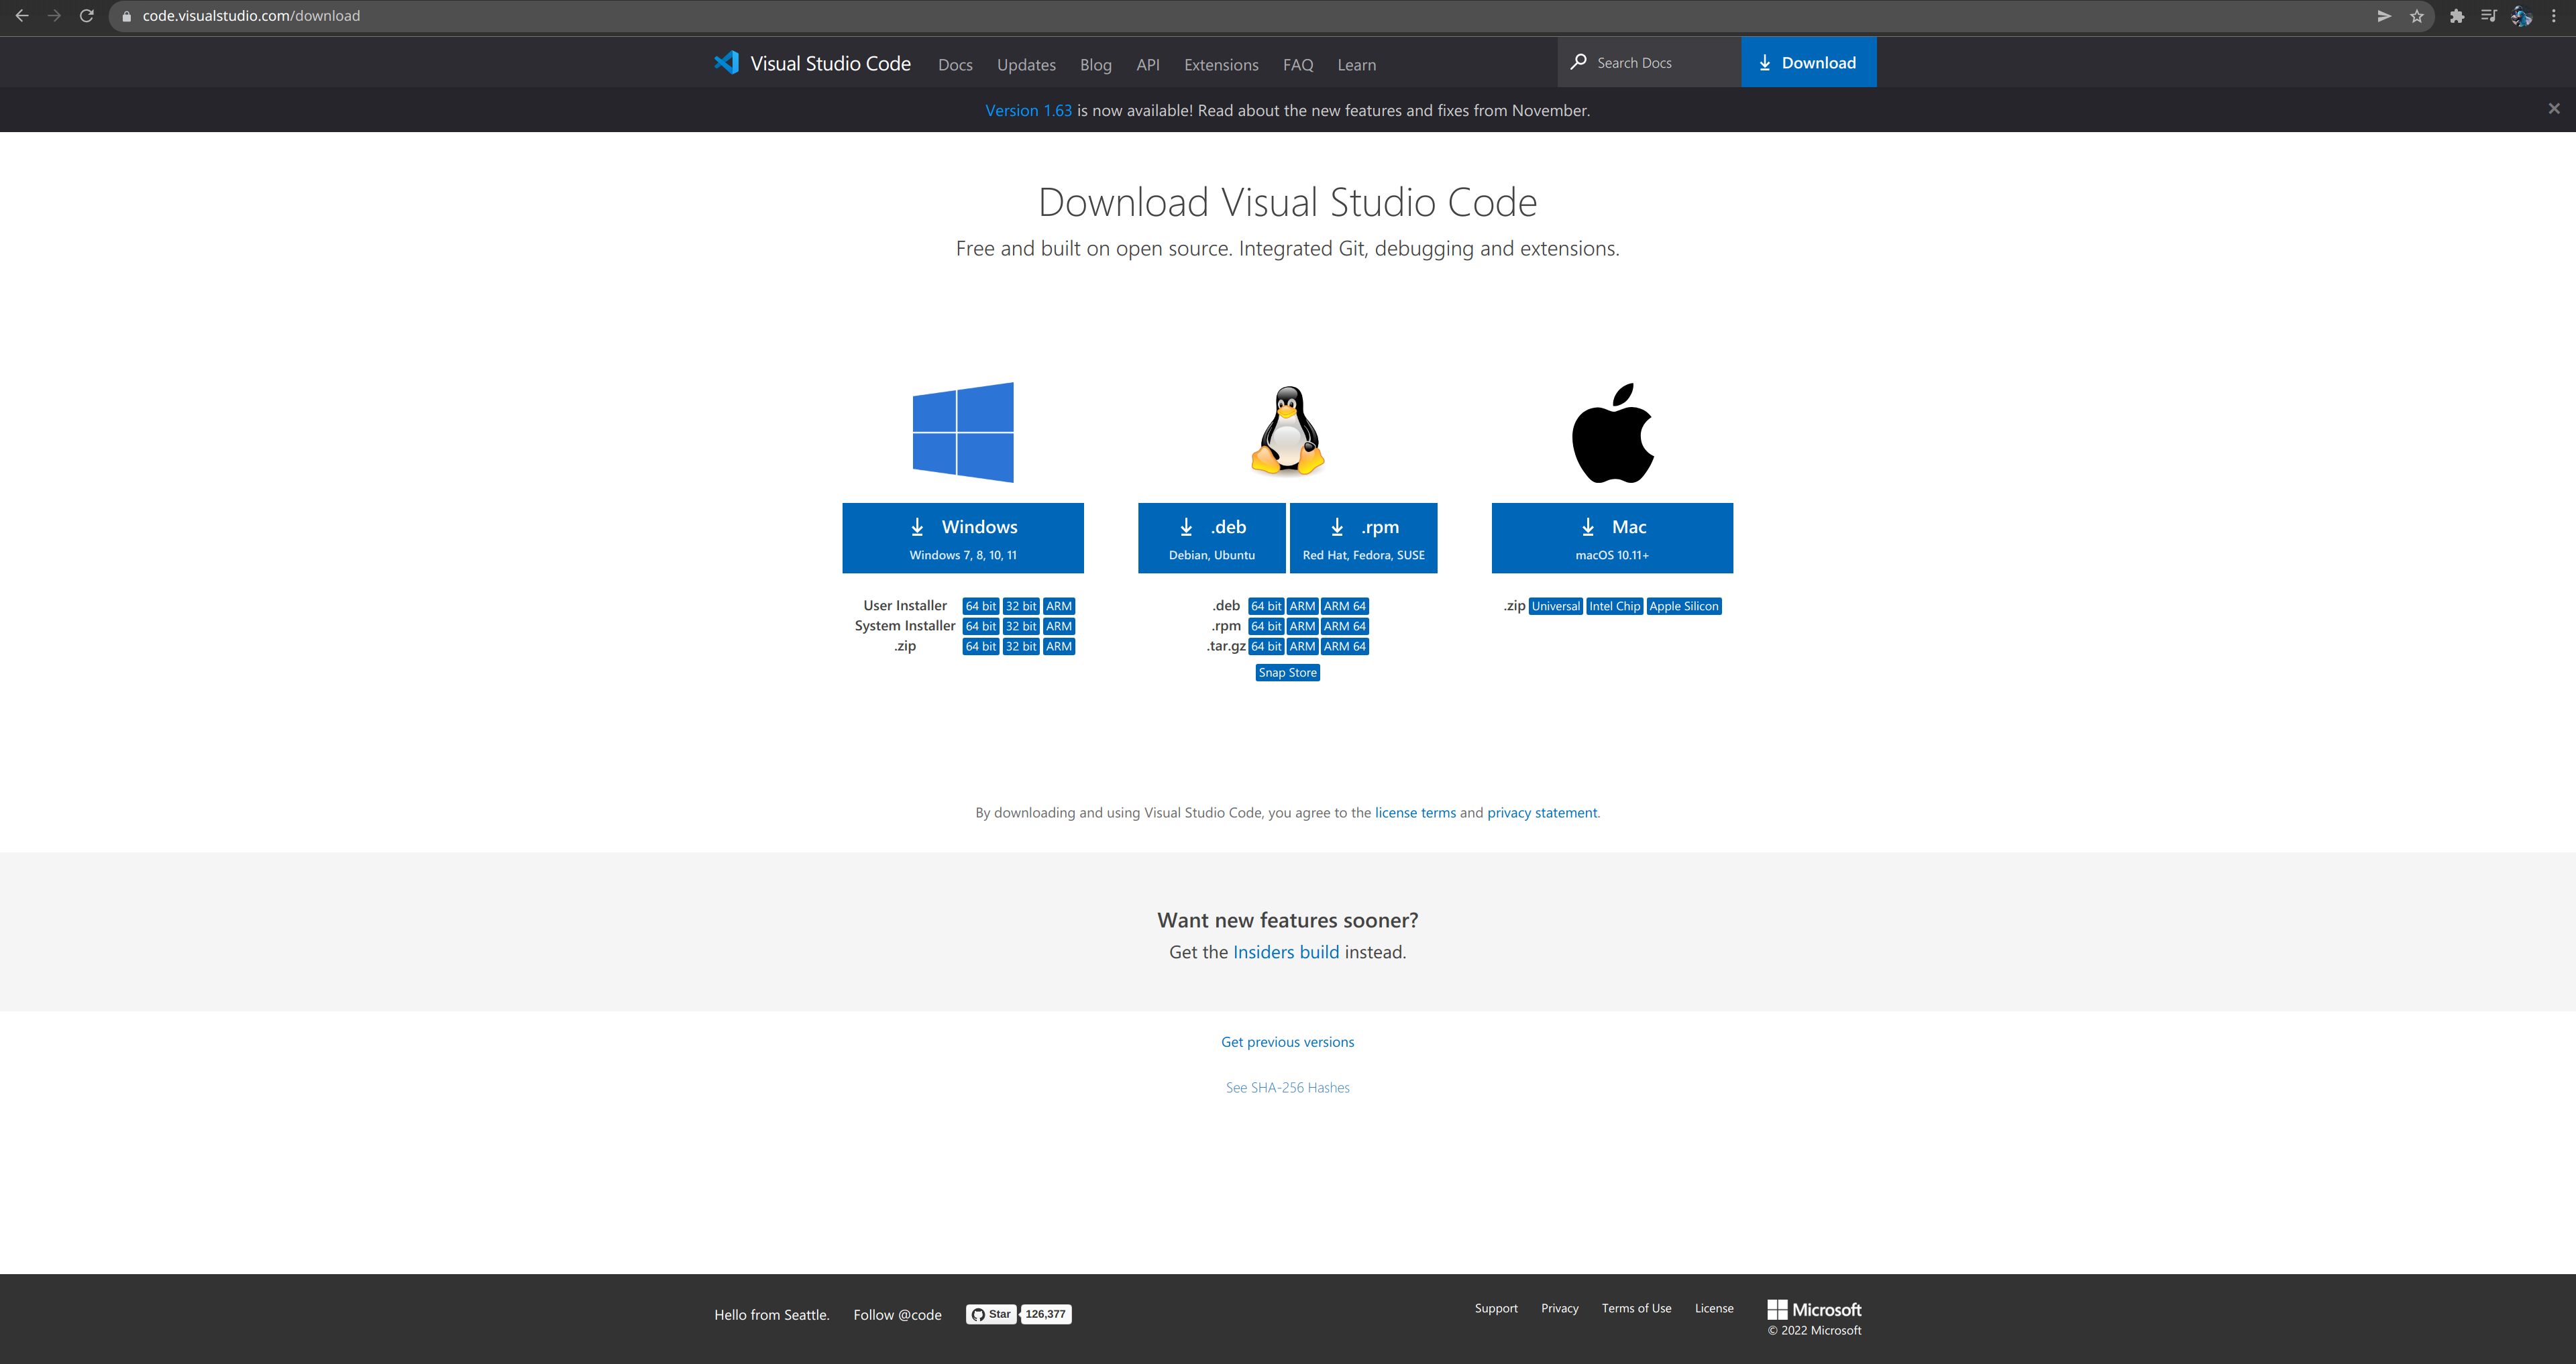 code.visualstudio.com/download
Visual Studio Code Docs Updates Blog API Extensions FAQ Learn Search Docs Download
Version 1.63 is now available! Read about the new features and fixes from November.
Download Visual Studio Code
Free and built on open source. Integrated Git, debugging and extensions.
Windows
Windows 7, 8, 10, 11
.deb
Debian, Ubuntu
.rpm
Red Hat, Fedora, SUSE
Mac
macOS 10.11+
User Installer 64 bit 32 bit ARM
System Installer 64 bit 32 bit ARM
.zip 64 bit 32 bit ARM
.deb 64 bit ARM ARM 64
.rpm 64 bit ARM ARM 64
.tar.gz 64 bit ARM ARM 64
Snap Store
.zip Universal Intel Chip Apple Silicon
By downloading and using Visual Studio Code, you agree to the license terms and privacy statement.
Want new features sooner?
Get the Insiders build instead.
Get previous versions
See SHA-256 Hashes
Hello from Seattle. Follow @code Star 126,377
Support Privacy Terms of Use License Microsoft
© 2022 Microsoft